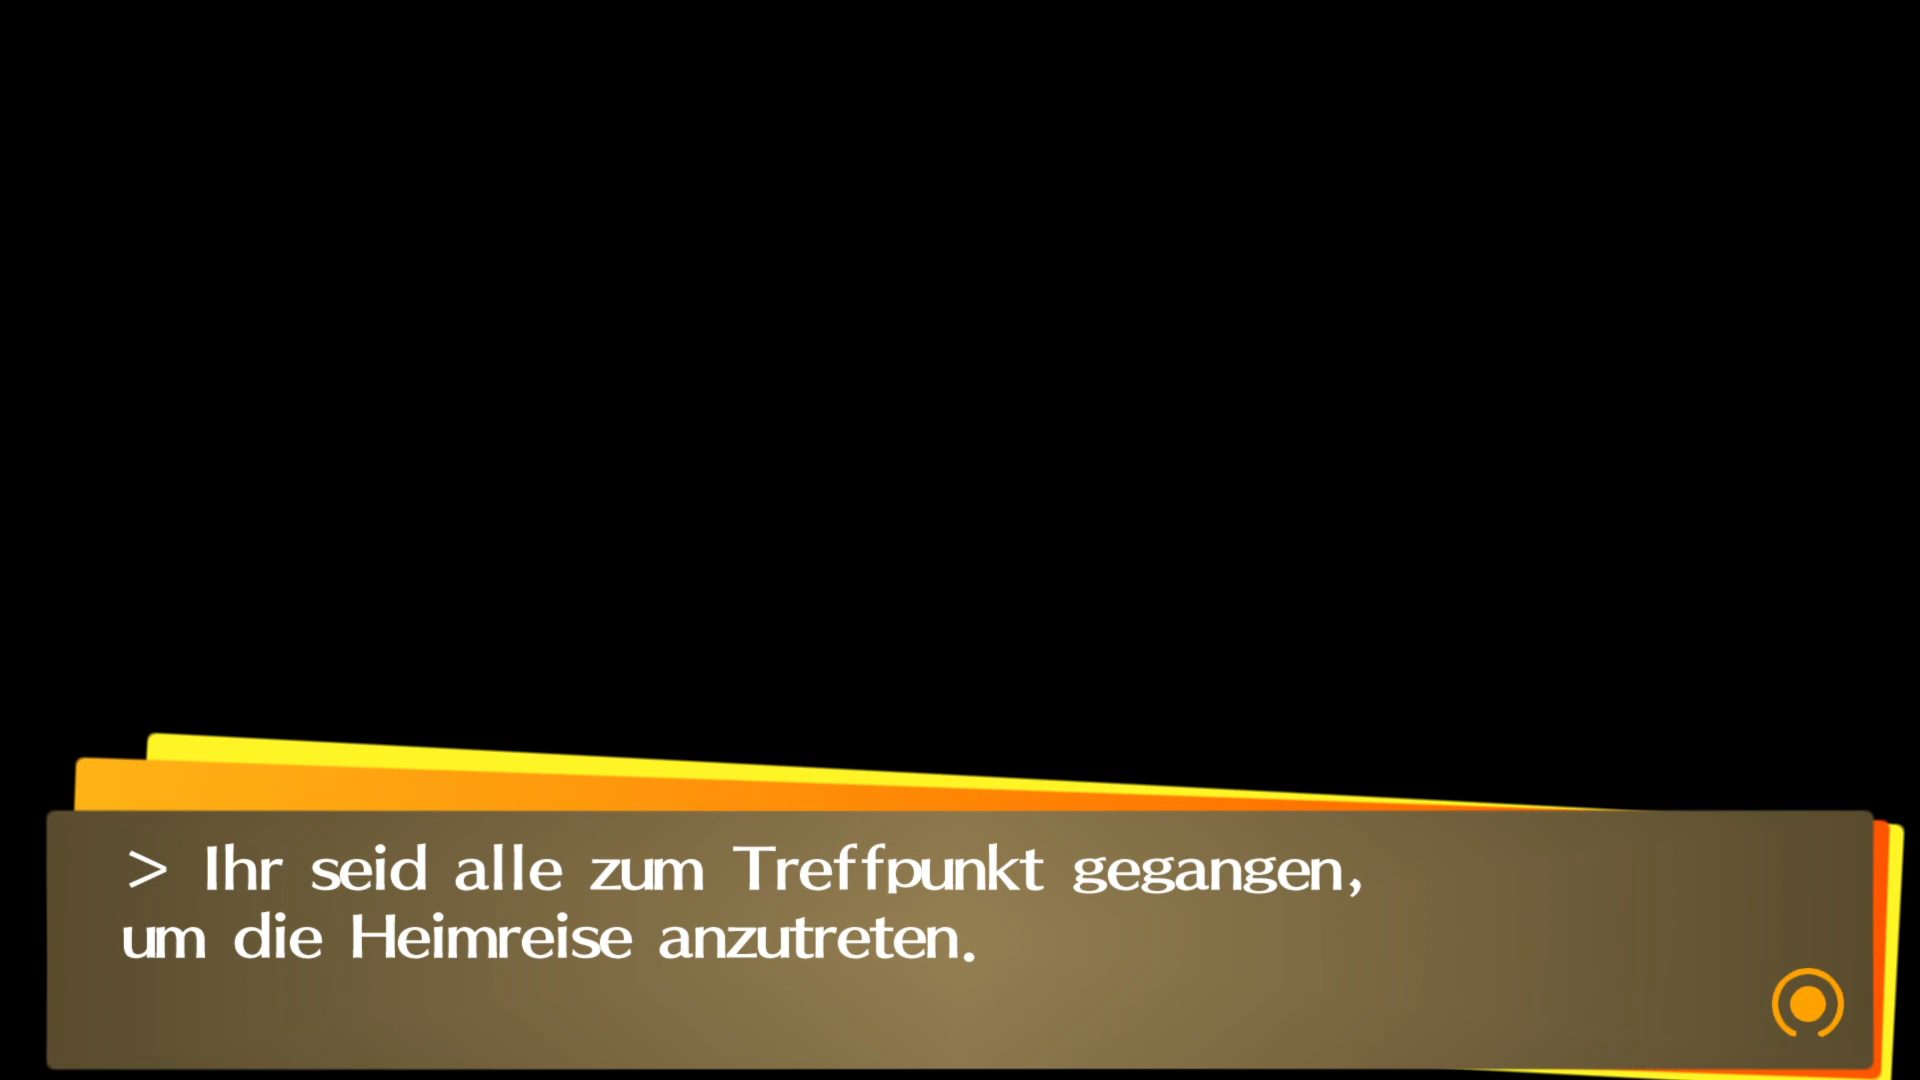 > Ihr seid alle zum Treffpunkt gegangen,
um die Heimreise anzutreten.